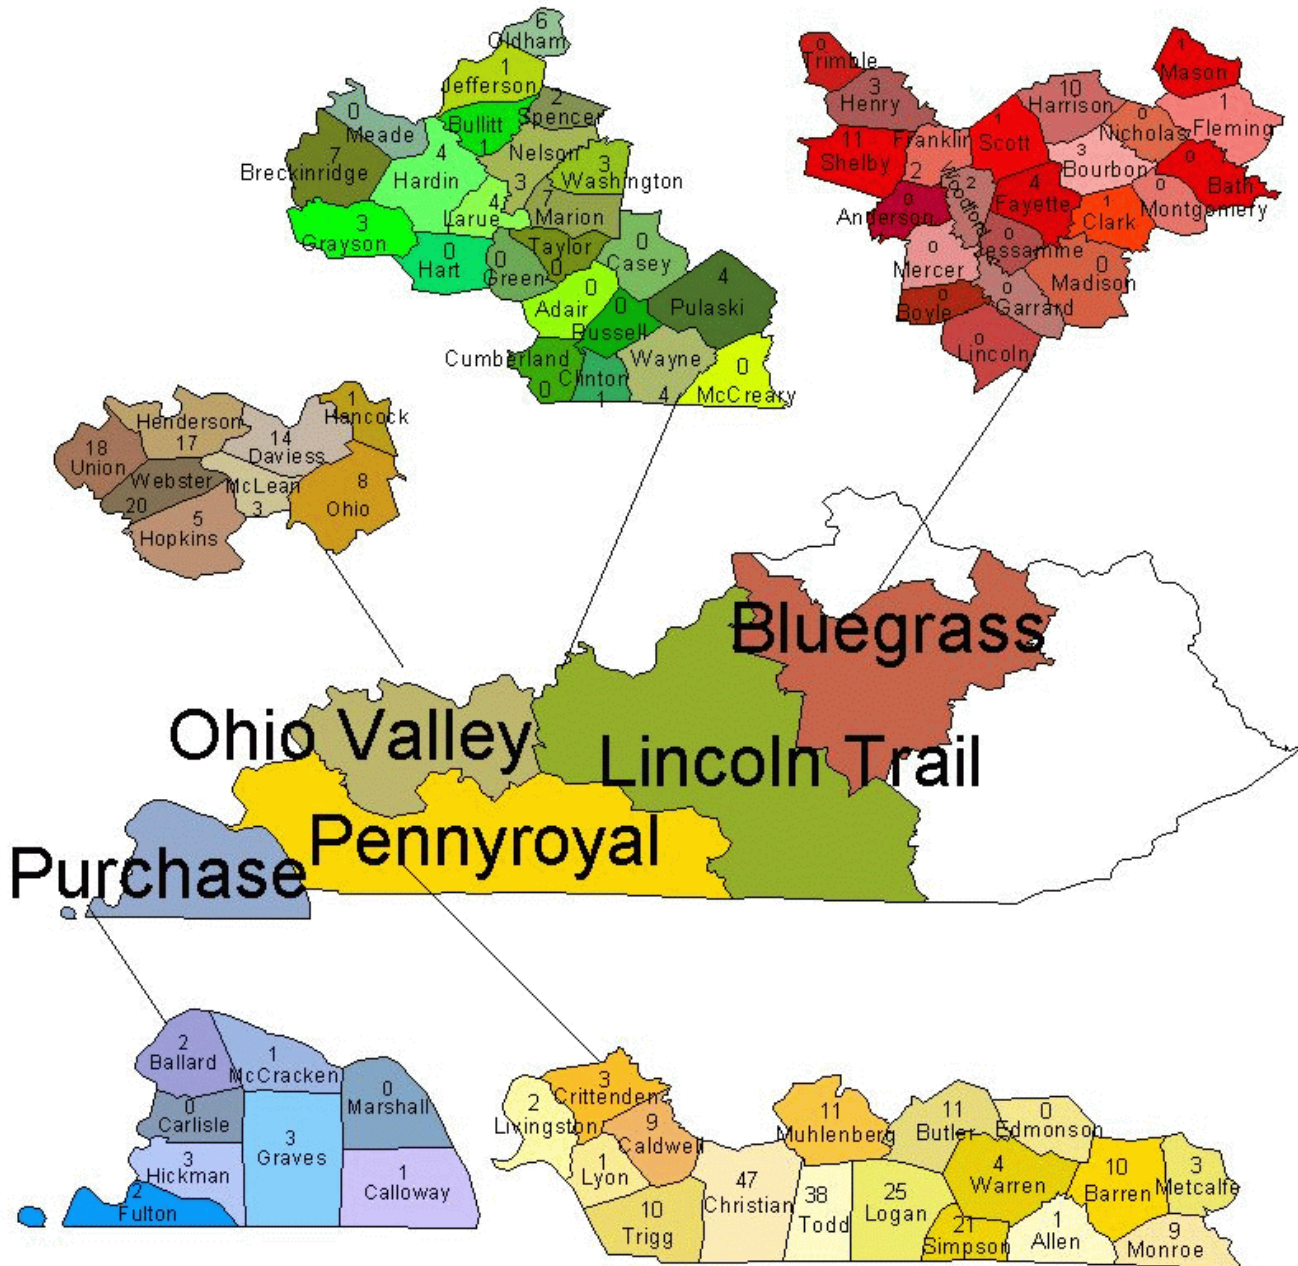 6
Oldham
1
Jefferson
2
Spencer
0
Meade
Bullitt
1
7
Breckinridge
4
Hardin
Nelson
3
3
Washington
4
Larue
7
Marion
3
Grayson
0
Hart
0
Green
Taylor
0
0
Casey
0
Adair
0
Russell
4
Pulaski
Cumberland
0
Clinton
1
Wayne
4
0
McCreary
0
Trimble
3
Henry
11
Shelby
Franklin
2
1
Scott
10
Harrison
0
Nicholas
1
Mason
1
Fleming
3
Bourbon
0
Bath
0
Montgomery
0
Anderson
2
Woodford
4
Fayette
1
Clark
0
Mercer
0
Jessamine
0
Madison
0
Boyle
0
Garrard
0
Lincoln
1
Hancock
Henderson
17
14
Daviess
18
Union
Webster
20
McLean
3
8
Ohio
5
Hopkins
Bluegrass
Ohio Valley
Lincoln Trail
Pennyroyal
Purchase
2
Ballard
1
McCracken
0
Marshall
0
Carlisle
3
Graves
3
Hickman
2
Fulton
1
Calloway
3
Crittenden
2
Livingston
9
Caldwell
1
Lyon
10
Trigg
47
Christian
38
Todd
11
Muhlenberg
25
Logan
11
Butler
0
Edmonson
4
Warren
21
Simpson
1
Allen
10
Barren
3
Metcalfe
9
Monroe